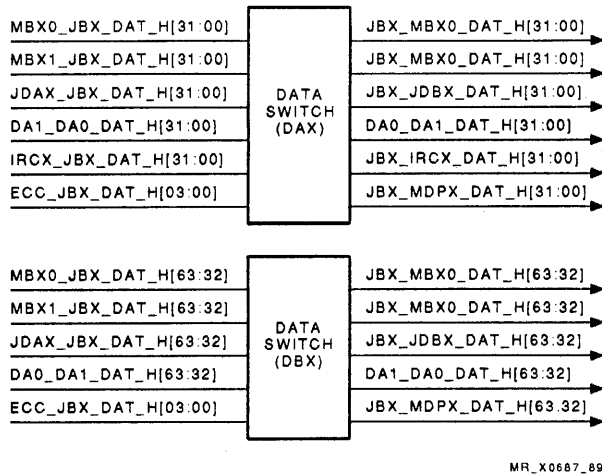 MBX0_JBX_DAT_H[31:00]
MBX1_JBX_DAT_H[31:00]
JDAX_JBX_DAT_H[31:00]
DA1_DA0_DAT_H[31:00]
IRCX_JBX_DAT_H[31:00]
ECC_JBX_DAT_H[03:00]
DATA
SWITCH
(DAX)
JBX_MBX0_DAT_H[31:00]
JBX_MBX0_DAT_H[31:00]
JBX_JDBX_DAT_H[31:00]
DA0_DA1_DAT_H[31:00]
JBX_IRCX_DAT_H[31:00]
JBX_MDPX_DAT_H[31:00]
MBX0_JBX_DAT_H[63:32]
MBX1_JBX_DAT_H[63:32]
JDAX_JBX_DAT_H[63:32]
DA0_DA1_DAT_H[63:32]
ECC_JBX_DAT_H[03:00]
DATA
SWITCH
(DBX)
JBX_MBX0_DAT_H[63:32]
JBX_MBX0_DAT_H[63:32]
JBX_JDBX_DAT_H[63:32]
DA1_DA0_DAT_H[63:32]
JBX_MDPX_DAT_H[63.32]
MR_X0687_89